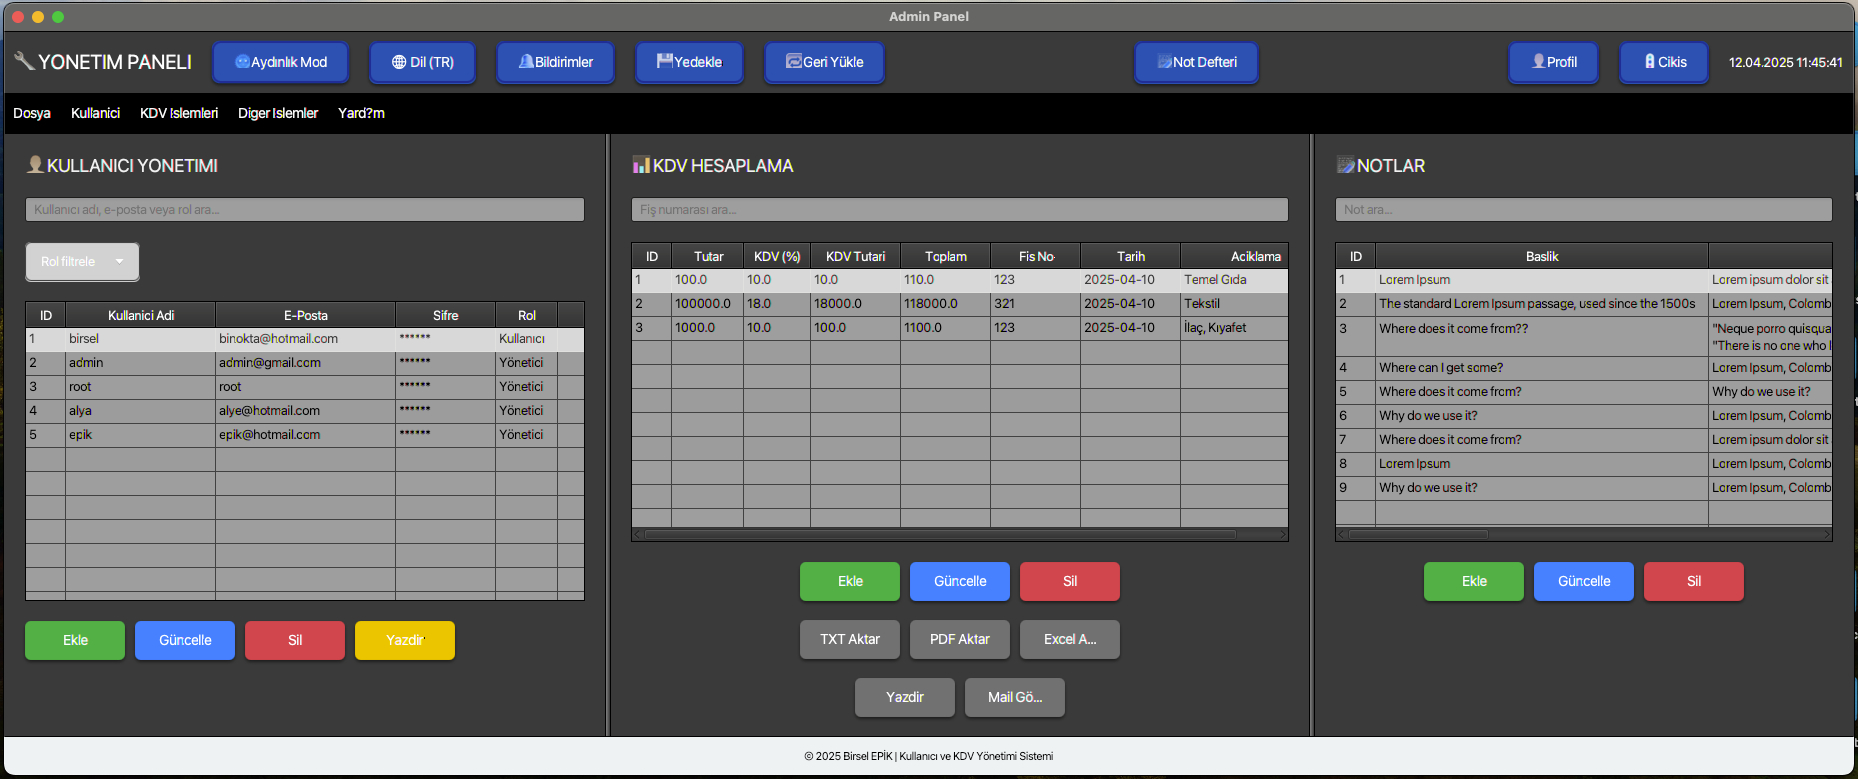 Admin Panel
YONETIM PANELI
Aydınlık Mod
Dil (TR)
Bildirimler
Yedekle
Geri Yükle
Not Defteri
Profil
Cikis
12.04.2025 11:45:41
Dosya
Kullanici
KDV Islemleri
Diger Islemler
Yard?m
KULLANICI YONETIMI
Kullanıcı adı, e-posta veya rol ara...
Rol filtrele
ID Kullanici Adi E-Posta Sifre Rol
1 birsel binokta@hotmail.com ****** Kullanıcı
2 admin admin@gmail.com ****** Yönetici
3 root root ****** Yönetici
4 alya alye@hotmail.com ****** Yönetici
5 epik epik@hotmail.com ****** Yönetici
Ekle
Güncelle
Sil
Yazdir
KDV HESAPLAMA
Fiş numarası ara...
ID Tutar KDV (%) KDV Tutari Toplam Fis No Tarih Aciklama
1 100.0 10.0 10.0 110.0 123 2025-04-10 Temel Gıda
2 100000.0 18.0 18000.0 118000.0 321 2025-04-10 Tekstil
3 1000.0 10.0 100.0 1100.0 123 2025-04-10 İlaç, Kıyafet
Ekle
Güncelle
Sil
TXT Aktar
PDF Aktar
Excel A...
Yazdir
Mail Gö...
NOTLAR
Not ara...
ID Baslik
1 Lorem Ipsum Lorem ipsum dolor sit
2 The standard Lorem Ipsum passage, used since the 1500s Lorem Ipsum, Colomb
3 Where does it come from?? "Neque porro quisqua
"There is no one who l
4 Where can I get some? Lorem Ipsum, Colomb
5 Where does it come from? Why do we use it?
6 Why do we use it? Lorem Ipsum, Colomb
7 Where does it come from? Lorem ipsum dolor sit
8 Lorem Ipsum Lorem Ipsum, Colomb
9 Why do we use it? Lorem Ipsum, Colomb
Ekle
Güncelle
Sil
© 2025 Birsel EPİK | Kullanıcı ve KDV Yönetimi Sistemi